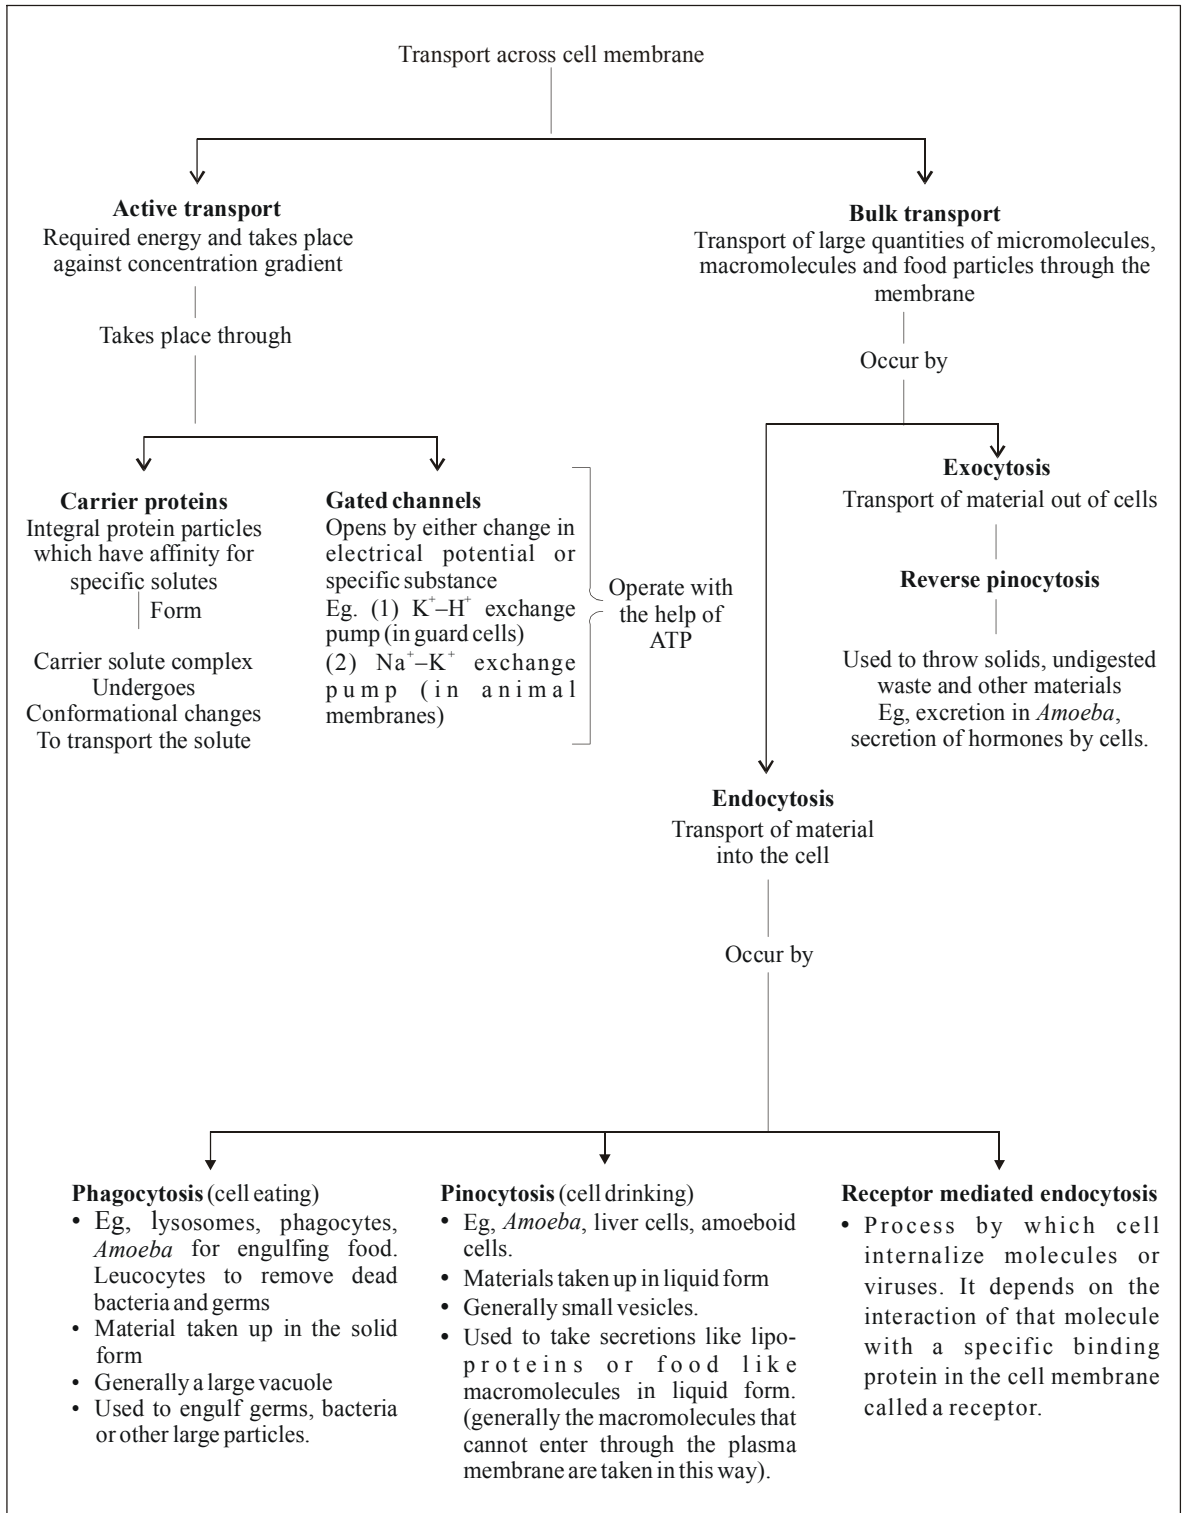 Transport across cell membrane
Active transport
Required energy and takes place
against concentration gradient
Takes place through
Carrier proteins
Integral protein particles
which have affinity for
specific solutes
Form
Carrier solute complex
Undergoes
Conformational changes
To transport the solute
Gated channels
Opens by either change in
electrical potential or
specific substance
Eg. (1) K⁺–H⁺ exchange
pump (in guard cells)
(2) Na⁺–K⁺ exchange
pump (in animal
membranes)
Operate with
the help of
ATP
Bulk transport
Transport of large quantities of micromolecules,
macromolecules and food particles through the
membrane
Occur by
Exocytosis
Transport of material out of cells
Reverse pinocytosis
Used to throw solids, undigested
waste and other materials
Eg, excretion in Amoeba,
secretion of hormones by cells.
Endocytosis
Transport of material
into the cell
Occur by
Phagocytosis (cell eating)
• Eg, lysosomes, phagocytes,
Amoeba for engulfing food.
Leucocytes to remove dead
bacteria and germs
• Material taken up in the solid
form
• Generally a large vacuole
• Used to engulf germs, bacteria
or other large particles.
Pinocytosis (cell drinking)
• Eg, Amoeba, liver cells, amoeboid
cells.
• Materials taken up in liquid form
• Generally small vesicles.
• Used to take secretions like lipo-
proteins or food like
macromolecules in liquid form.
(generally the macromolecules that
cannot enter through the plasma
membrane are taken in this way).
Receptor mediated endocytosis
• Process by which cell
internalize molecules or
viruses. It depends on the
interaction of that molecule
with a specific binding
protein in the cell membrane
called a receptor.